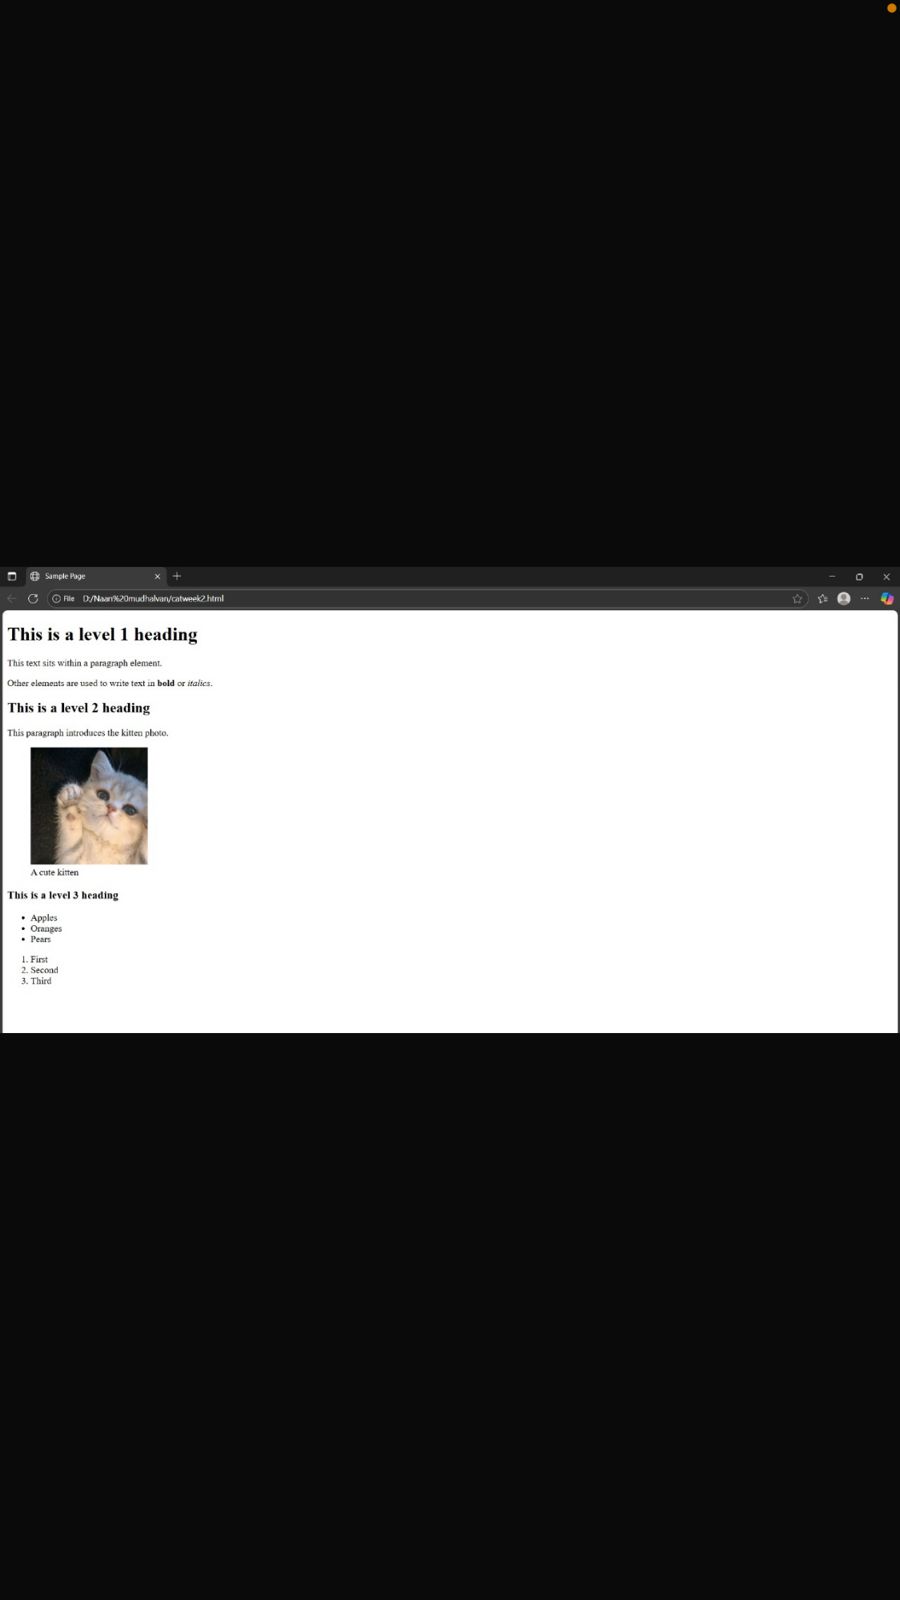 Sample Page
File D:/Naan%20mudhalvan/catweek2.html
This is a level 1 heading
This text sits within a paragraph element.
Other elements are used to write text in bold or italics.
This is a level 2 heading
This paragraph introduces the kitten photo.
A cute kitten
This is a level 3 heading
• Apples
• Oranges
• Pears
1. First
2. Second
3. Third